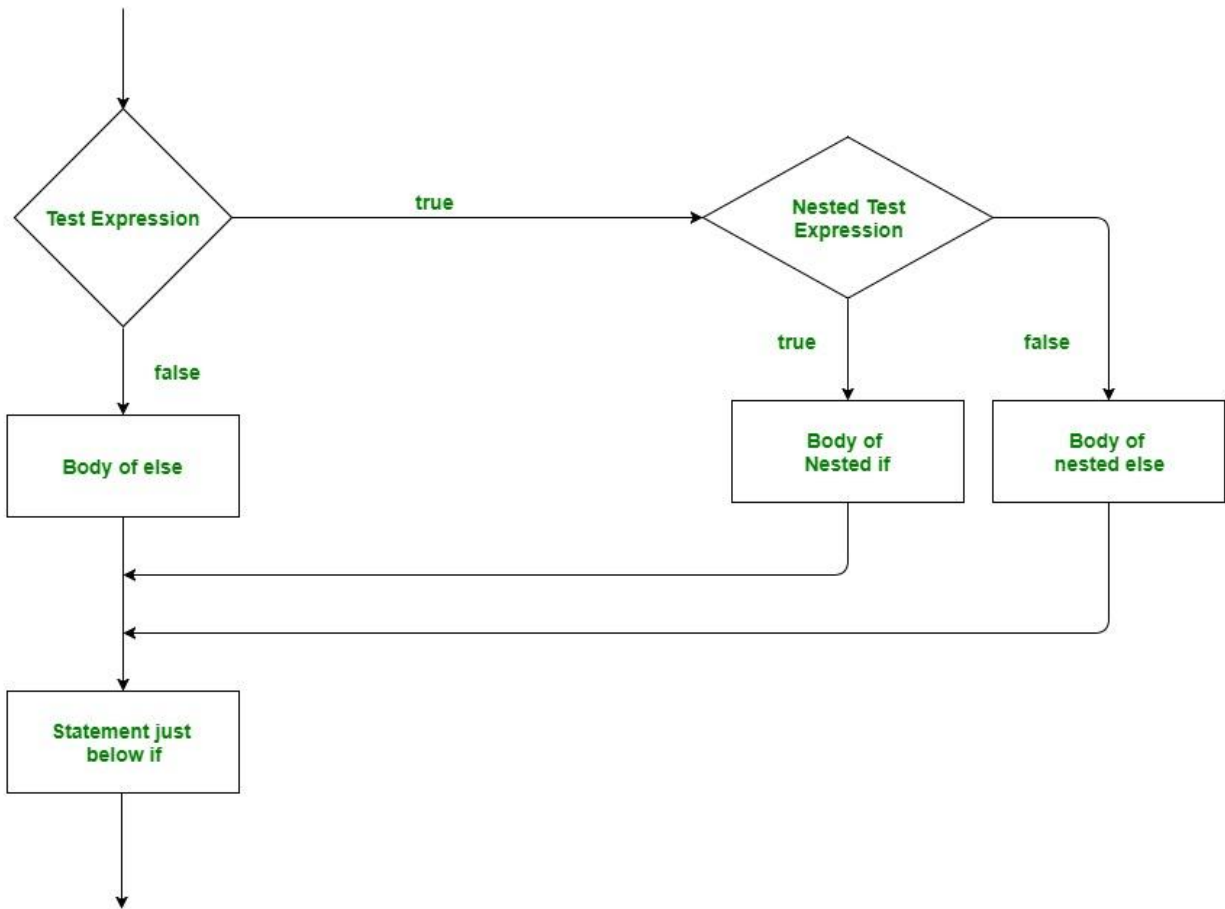 true
Test Expression
Nested Test
Expression
true
false
false
Body of else
Body of
Nested if
Body of
nested else
Statement just
below if